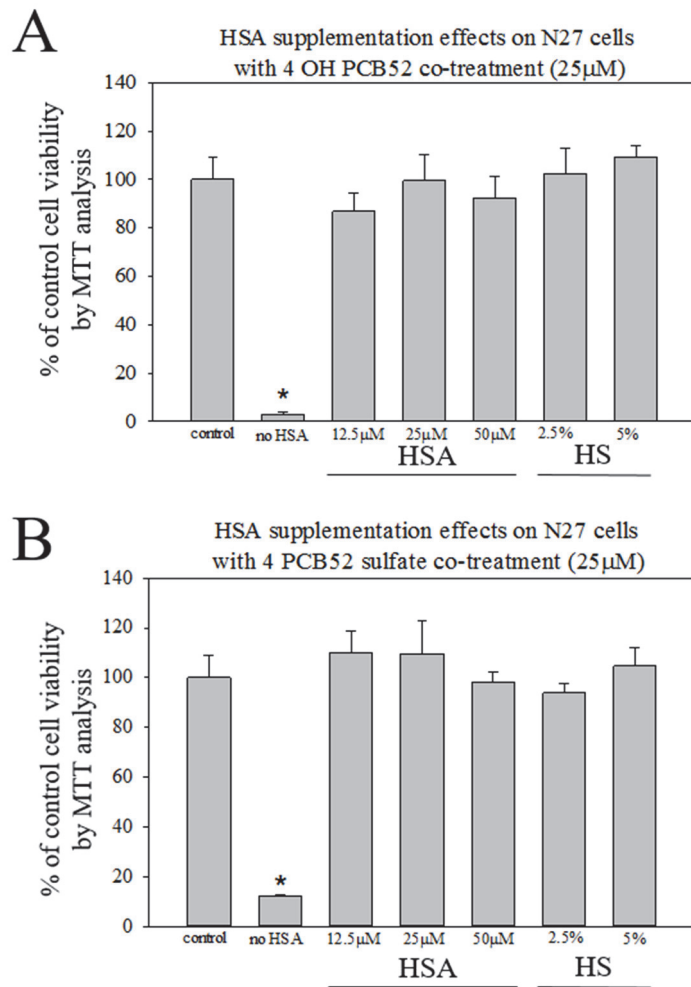 A
HSA supplementation effects on N27 cells
with 4 OH PCB52 co-treatment (25μM)
% of control cell viability
by MTT analysis
140
120
100
80
60
40
20
0
*
control no HSA 12.5μM 25μM 50μM 2.5% 5%
HSA HS
B
HSA supplementation effects on N27 cells
with 4 PCB52 sulfate co-treatment (25μM)
% of control cell viability
by MTT analysis
140
120
100
80
60
40
20
0
*
control no HSA 12.5μM 25μM 50μM 2.5% 5%
HSA HS